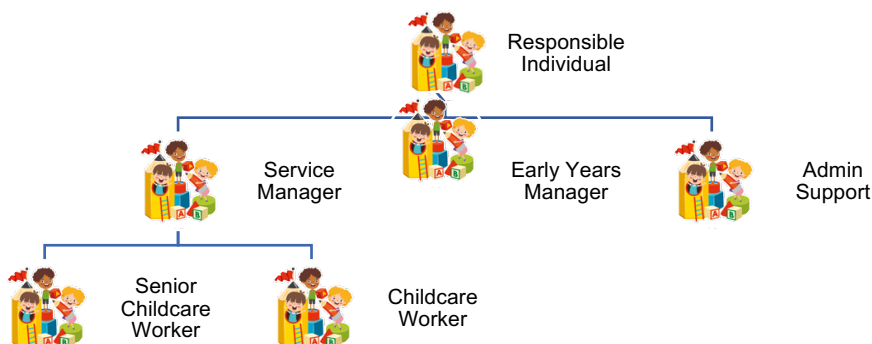 Responsible
Individual
Service
Manager
Early Years
Manager
Admin
Support
Senior
Childcare
Worker
Childcare
Worker
A
B
A
B
A
B
A
B
A
B
A
B